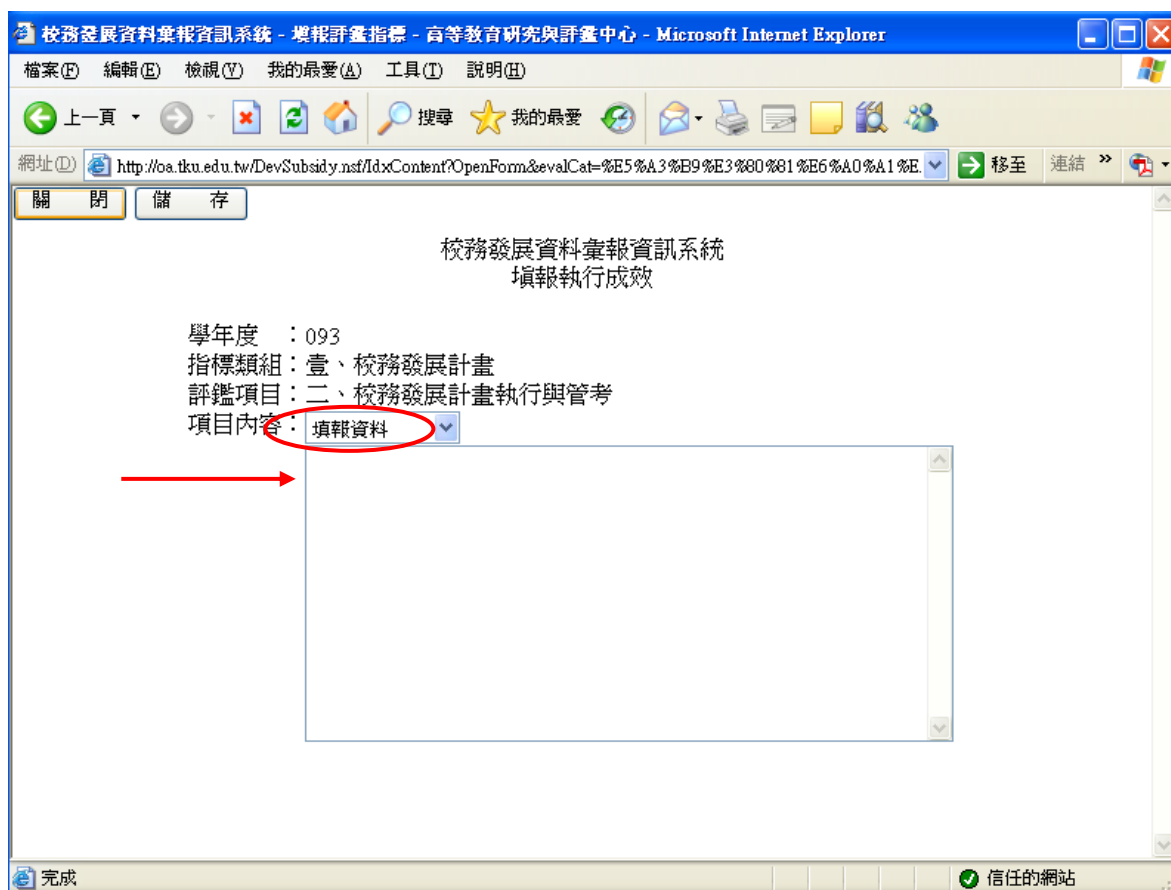 校務發展資料彙報資訊系統 - 填報評鑑指標 - 高等教育研究與評鑑中心 - Microsoft Internet Explorer
檔案(F) 編輯(E) 檢視(V) 我的最愛(A) 工具(T) 說明(H)
上一頁 搜尋 我的最愛
網址(D) http://oa.tku.edu.tw/DevSubsidy.nsf/IdxContent?OpenForm&evalCat=%E5%A3%B9%E3%80%81%E6%A0%A1%E. 移至 連結 »
關 閉 儲 存
校務發展資料彙報資訊系統
填報執行成效
學年度 :093
指標類組:壹、校務發展計畫
評鑑項目:二、校務發展計畫執行與管考
項目內容: 填報資料
完成 信任的網站